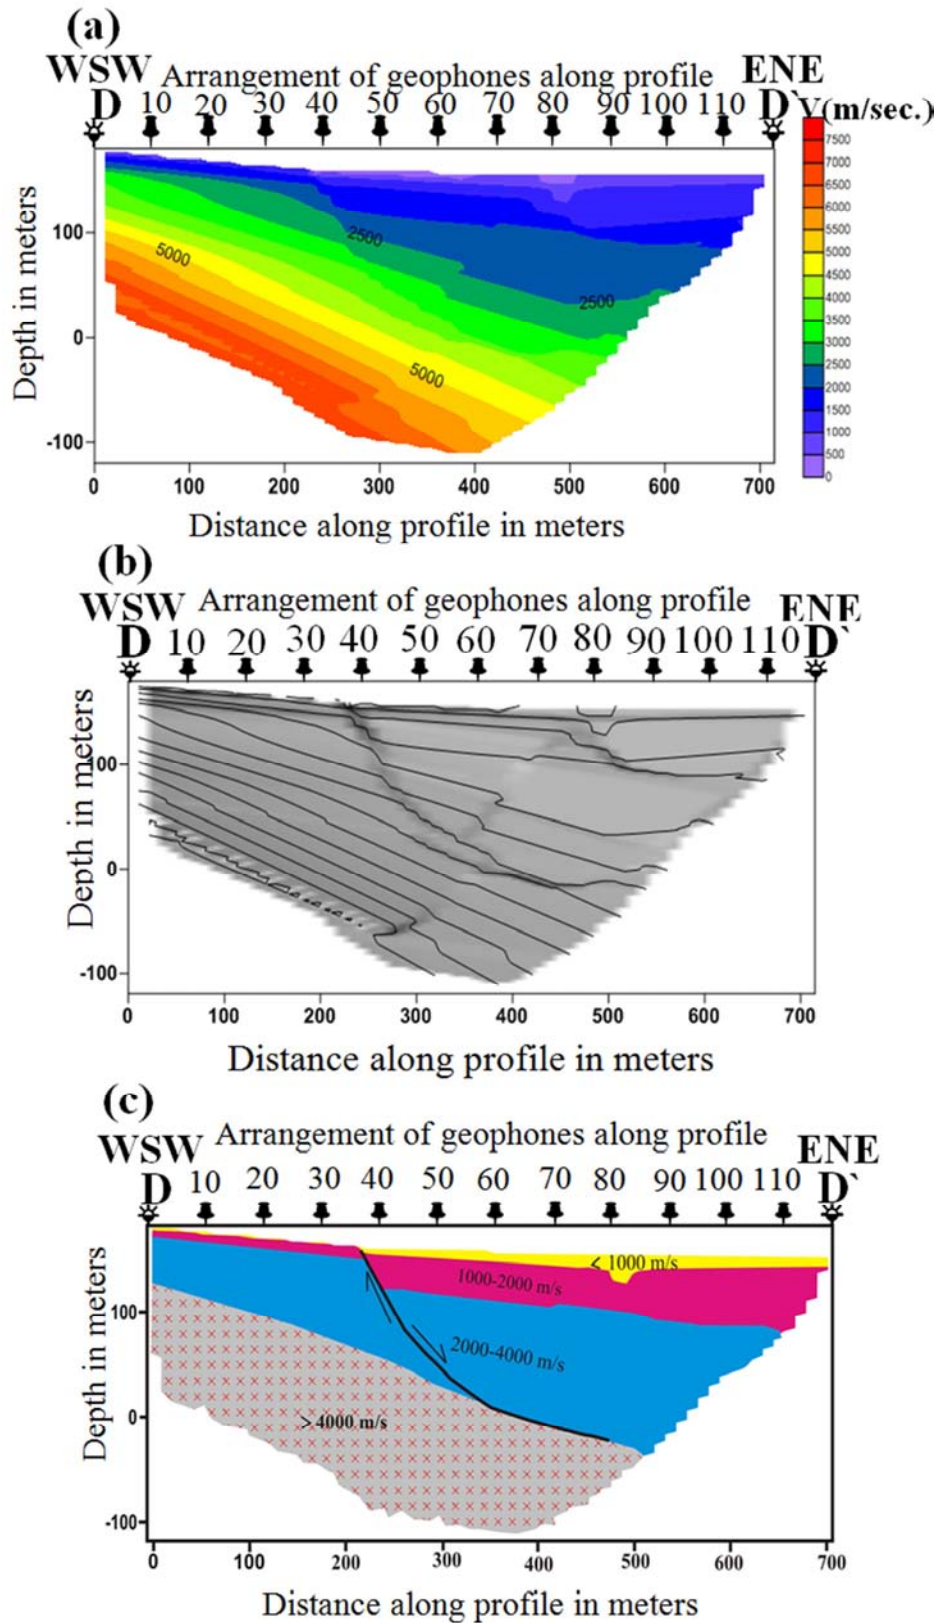 (a)
WSW Arrangement of geophones along profile ENE
D 10 20 30 40 50 60 70 80 90 100 110 D` V(m/sec.)
7500
7000
6500
6000
5500
5000
4500
4000
3500
3000
2500
2000
1500
1000
500
0
Depth in meters
100
0
-100
2500
5000
2500
5000
0 100 200 300 400 500 600 700
Distance along profile in meters
(b)
WSW Arrangement of geophones along profile ENE
D 10 20 30 40 50 60 70 80 90 100 110 D`
Depth in meters
100
0
-100
0 100 200 300 400 500 600 700
Distance along profile in meters
(c)
WSW Arrangement of geophones along profile ENE
D 10 20 30 40 50 60 70 80 90 100 110 D`
Depth in meters
100
0
-100
< 1000 m/s
1000-2000 m/s
2000-4000 m/s
> 4000 m/s
0 100 200 300 400 500 600 700
Distance along profile in meters